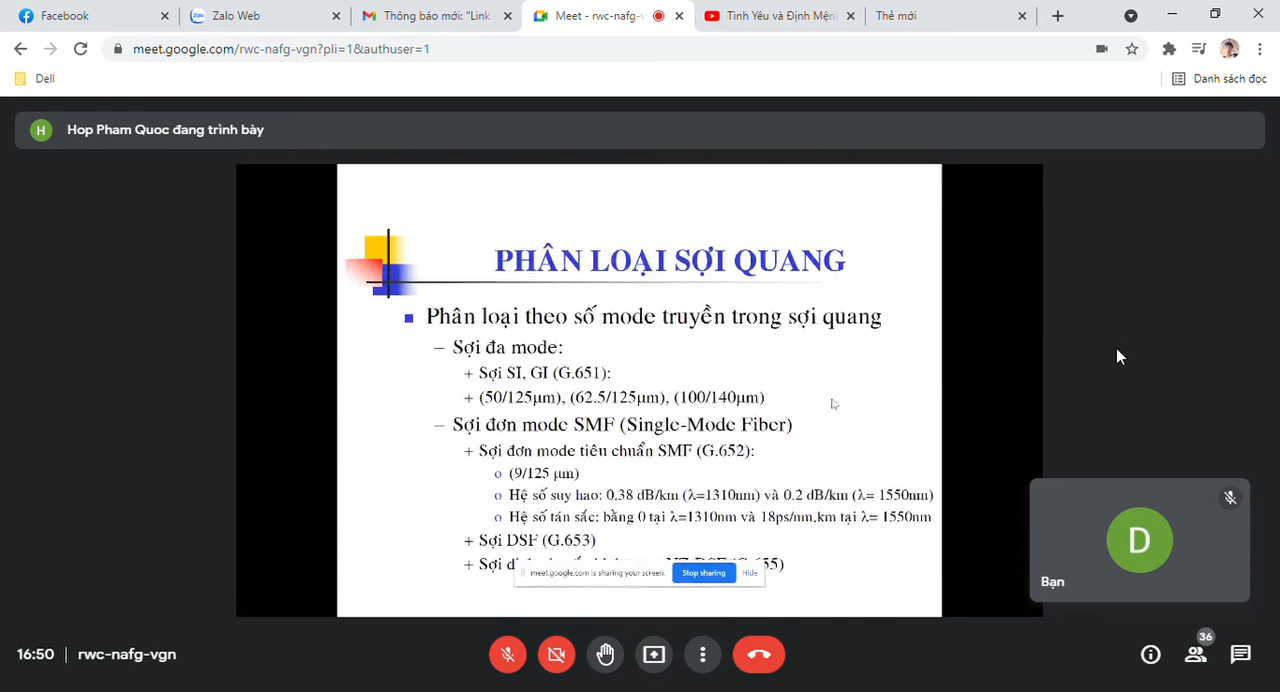 Facebook
Zalo Web
Thông báo mới: "Link
Meet - rwc-nafg-v
Tình Yêu và Định Mện
Thẻ mới
meet.google.com/rwc-nafg-vgn?pli=1&authuser=1
Dell
Danh sách đọc
H
Hop Pham Quoc đang trình bày
PHÂN LOẠI SỢI QUANG
Phân loại theo số mode truyền trong sợi quang
– Sợi đa mode:
+ Sợi SI, GI (G.651):
+ (50/125μm), (62.5/125μm), (100/140μm)
– Sợi đơn mode SMF (Single-Mode Fiber)
+ Sợi đơn mode tiêu chuẩn SMF (G.652):
o (9/125 μm)
o Hệ số suy hao: 0.38 dB/km (λ=1310nm) và 0.2 dB/km (λ= 1550nm)
o Hệ số tán sắc: bằng 0 tại λ=1310nm và 18ps/nm.km tại λ= 1550nm
+ Sợi DSF (G.653)
+ Sợi
meet.google.com is sharing your screen.
Stop sharing
Hide
D
Bạn
16:50 | rwc-nafg-vgn
36